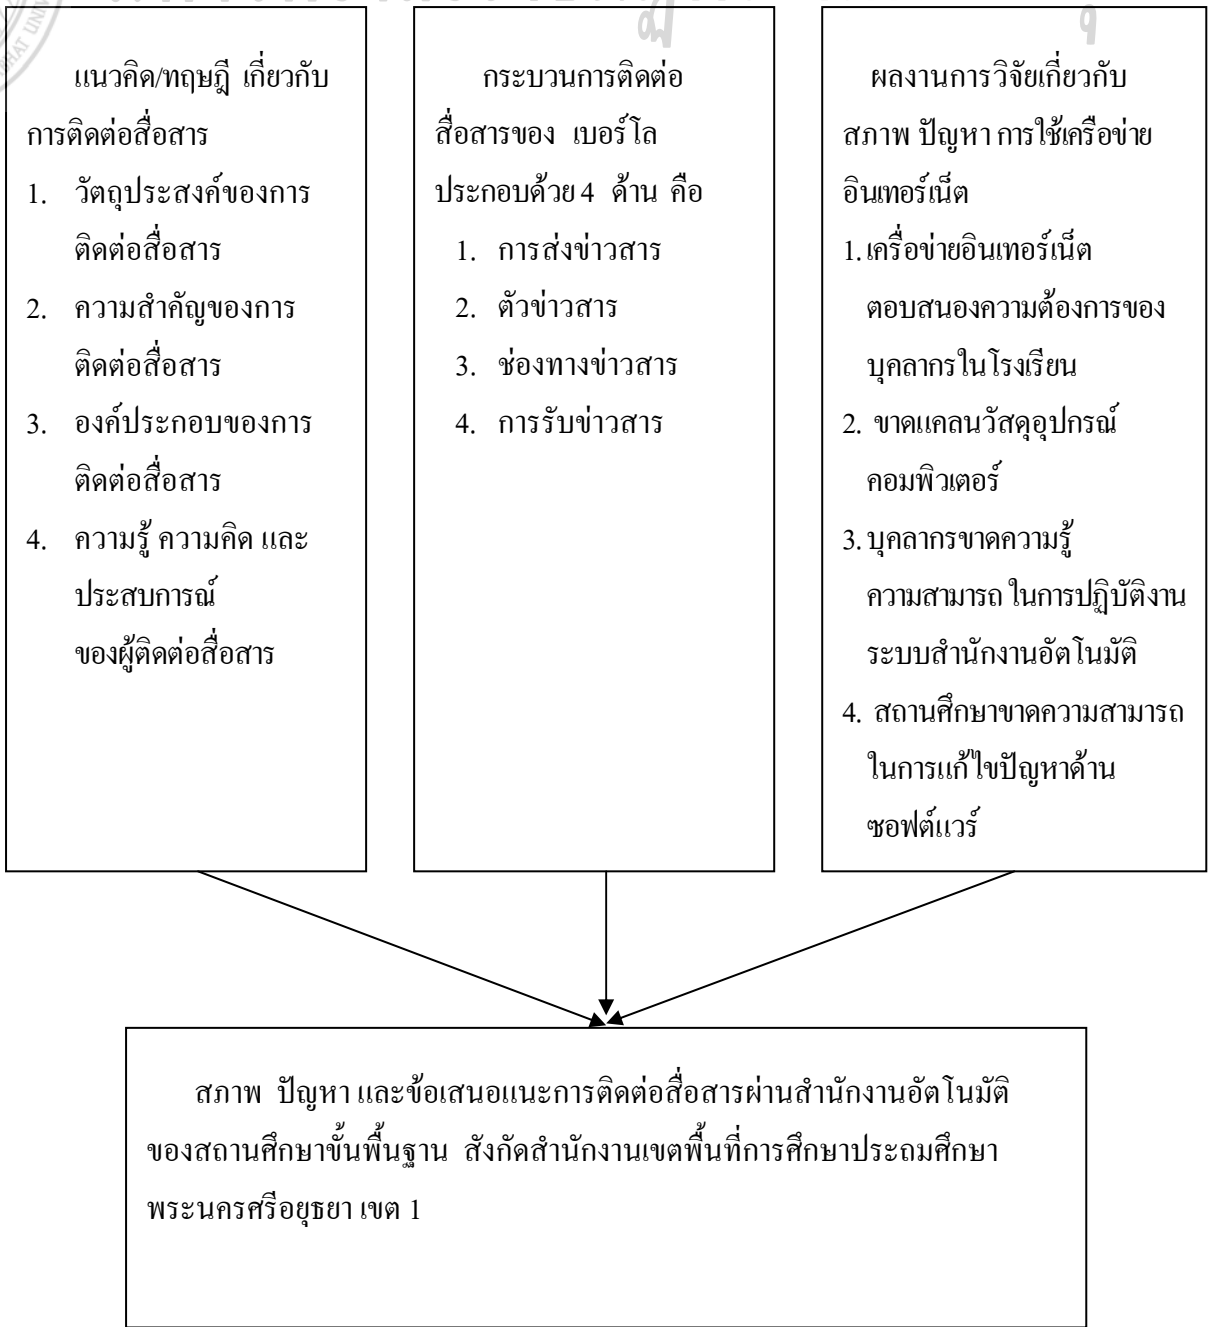 แนวคิด/ทฤษฎี เกี่ยวกับ
การติดต่อสื่อสาร
1. วัตถุประสงค์ของการ
ติดต่อสื่อสาร
2. ความสำคัญของการ
ติดต่อสื่อสาร
3. องค์ประกอบของการ
ติดต่อสื่อสาร
4. ความรู้ ความคิด และ
ประสบการณ์
ของผู้ติดต่อสื่อสาร
กระบวนการติดต่อ
สื่อสารของ เบอร์โล
ประกอบด้วย 4 ด้าน คือ
1. การส่งข่าวสาร
2. ตัวข่าวสาร
3. ช่องทางข่าวสาร
4. การรับข่าวสาร
ผลงานการวิจัยเกี่ยวกับ
สภาพ ปัญหา การใช้เครือข่าย
อินเทอร์เน็ต
1. เครื่อข่ายอินเทอร์เน็ต
ตอบสนองความต้องการของ
บุคลากรในโรงเรียน
2. ขาดแคลนวัสดุอุปกรณ์
คอมพิวเตอร์
3. บุคลากรขาดความรู้
ความสามารถ ในการปฏิบัติงาน
ระบบสำนักงานอัตโนมัติ
4. สถานศึกษาขาดความสามารถ
ในการแก้ไขปัญหาด้าน
ซอฟต์แวร์
สภาพ ปัญหา และข้อเสนอแนะการติดต่อสื่อสารผ่านสำนักงานอัตโนมัติ
ของสถานศึกษาขั้นพื้นฐาน สังกัดสำนักงานเขตพื้นที่การศึกษาประถมศึกษา
พระนครศรีอยุธยา เขต 1